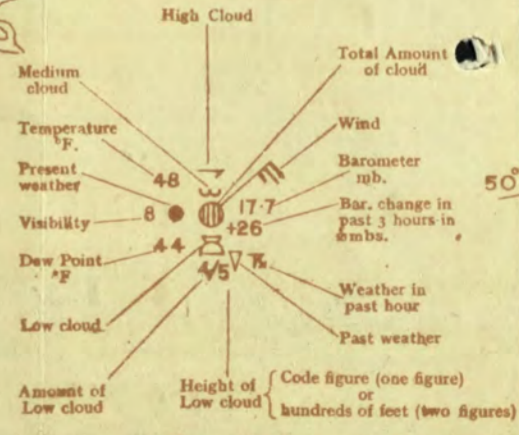 High Cloud
Total Amount
of cloud
Medium
cloud
Wind
Temperature
°F.
Barometer
mb.
Present
weather
48
50°
17.7
Bar. change in
past 3 hours in
mbs.
Visibility
8
+26
Dew Point
°F
44
4/5
Weather in
past hour
Low cloud
Past weather
Amount of
Low cloud
Height of
Low cloud
Code figure (one figure)
or
hundreds of feet (two figures)